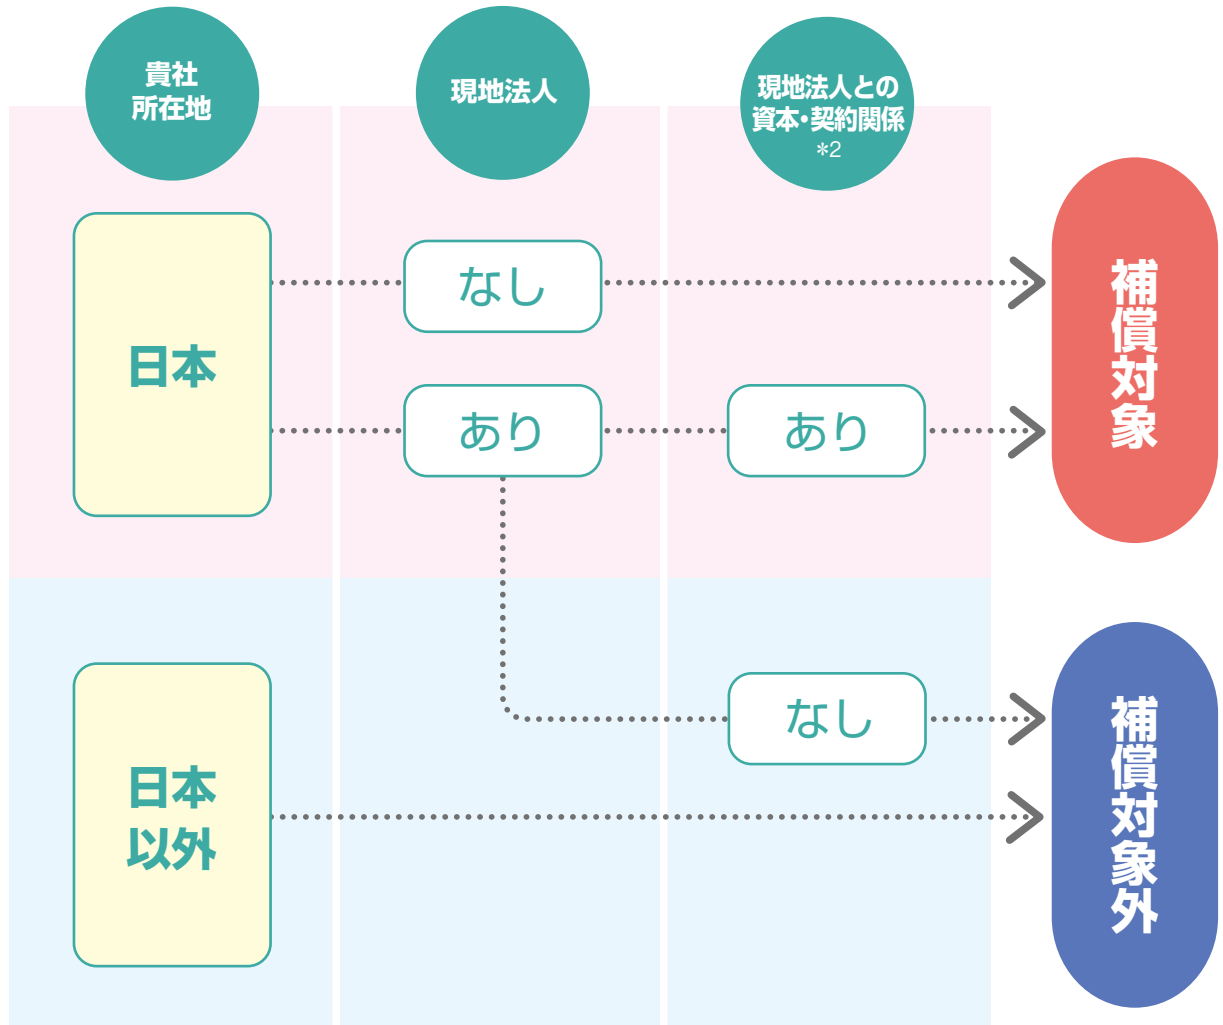 貴社
所在地
現地法人
現地法人との
資本・契約関係
*2
日本
なし
あり
あり
補償対象
日本
以外
なし
補償対象外